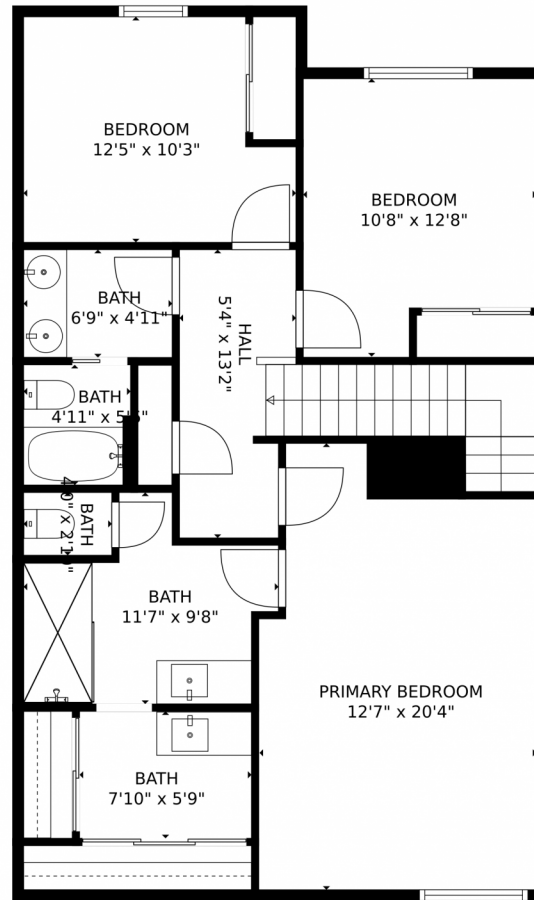 BEDROOM
12'5" x 10'3"
BEDROOM
10'8" x 12'8"
BATH
6'9" x 4'11"
HALL
5'4" x 13'2"
BATH
4'11" x
BATH
BATH
11'7" x 9'8"
PRIMARY BEDROOM
12'7" x 20'4"
BATH
7'10" x 5'9"